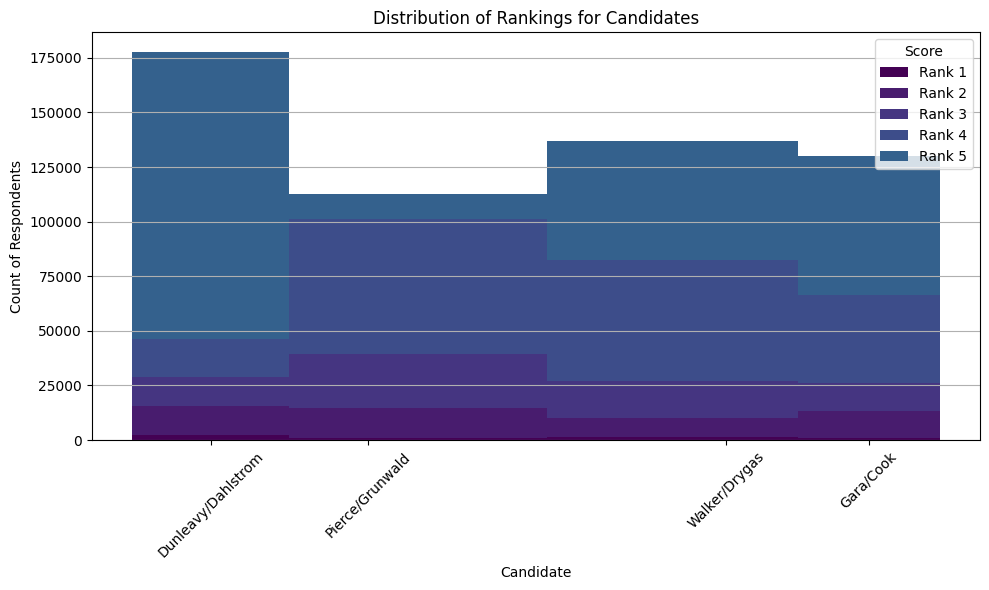 Distribution of Rankings for Candidates
Score
Rank 1
Rank 2
Rank 3
Rank 4
Rank 5
Count of Respondents
175000
150000
125000
100000
75000
50000
25000
0
Dunleavy/Dahlstrom
Pierce/Grunwald
Walker/Drygas
Gara/Cook
Candidate